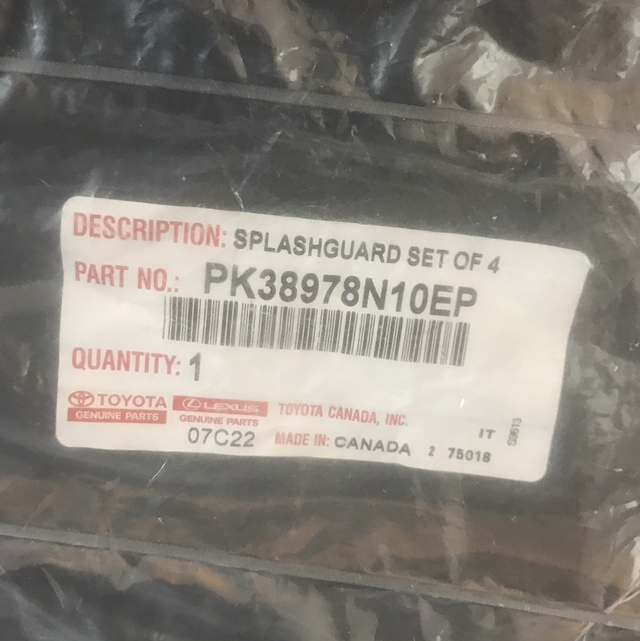 DESCRIPTION: SPLASHGUARD SET OF 4
PART NO.: PK38978N10EP
QUANTITY: 1
TOYOTA LEXUS TOYOTA CANADA, INC.
GENUINE PARTS GENUINE PARTS IT S9613
07C22 MADE IN: CANADA 2 75018